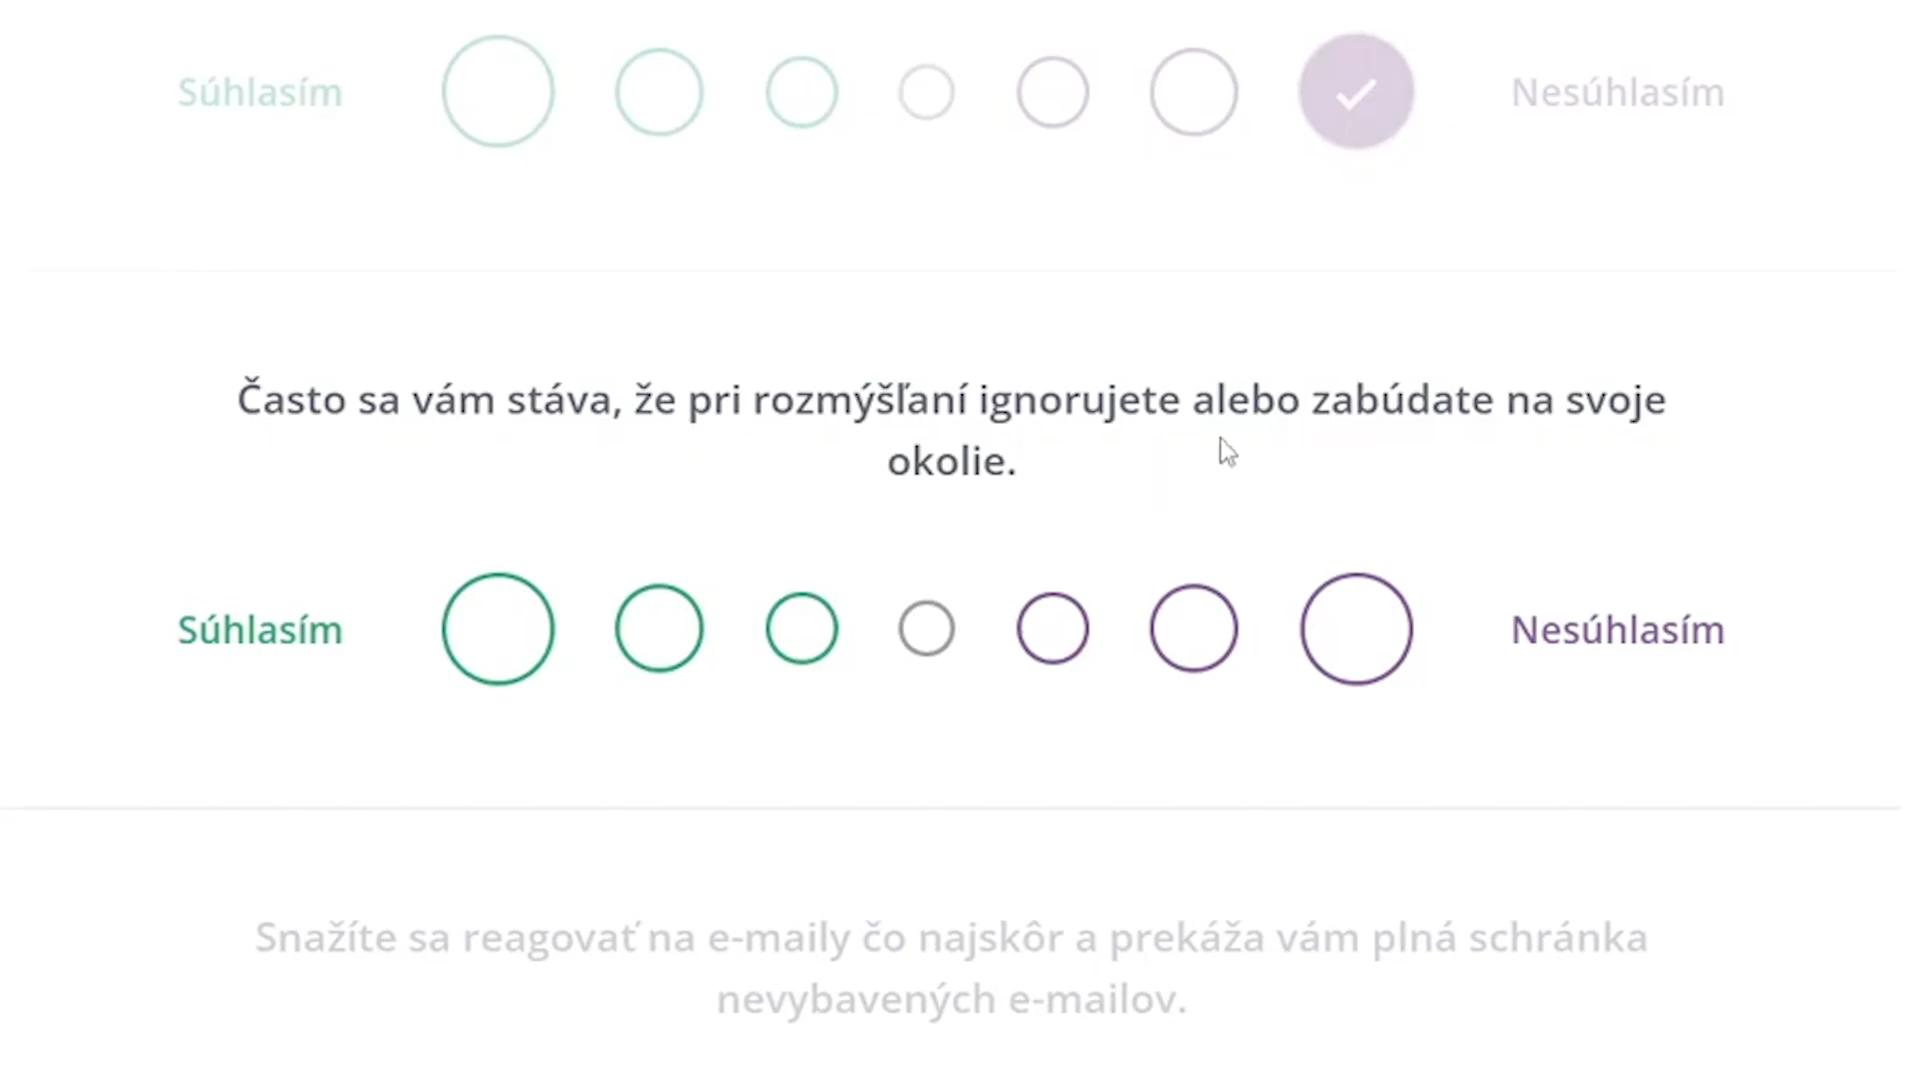 Súhlasím Nesúhlasím
Často sa vám stáva, že pri rozmýšľaní ignorujete alebo zabúdate na svoje
okolie.
Súhlasím Nesúhlasím
Snažíte sa reagovať na e-maily čo najskôr a prekáža vám plná schránka
nevybavených e-mailov.